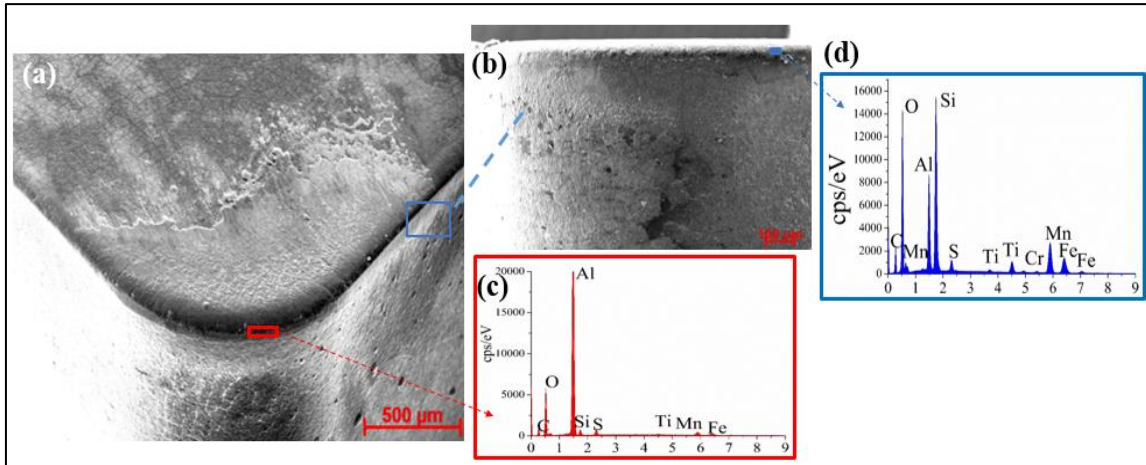 (a)
500 µm
(b)
100 µm
(c)
cps/eV
20000
15000
10000
5000
0
Al
O
C
Si
S
Ti
Mn
Fe
0 1 2 3 4 5 6 7 8 9
(d)
cps/eV
16000
14000
12000
10000
8000
6000
4000
2000
0
O
Si
Al
C
Mn
S
Ti
Ti
Cr
Mn
Fe
Fe
0 1 2 3 4 5 6 7 8 9